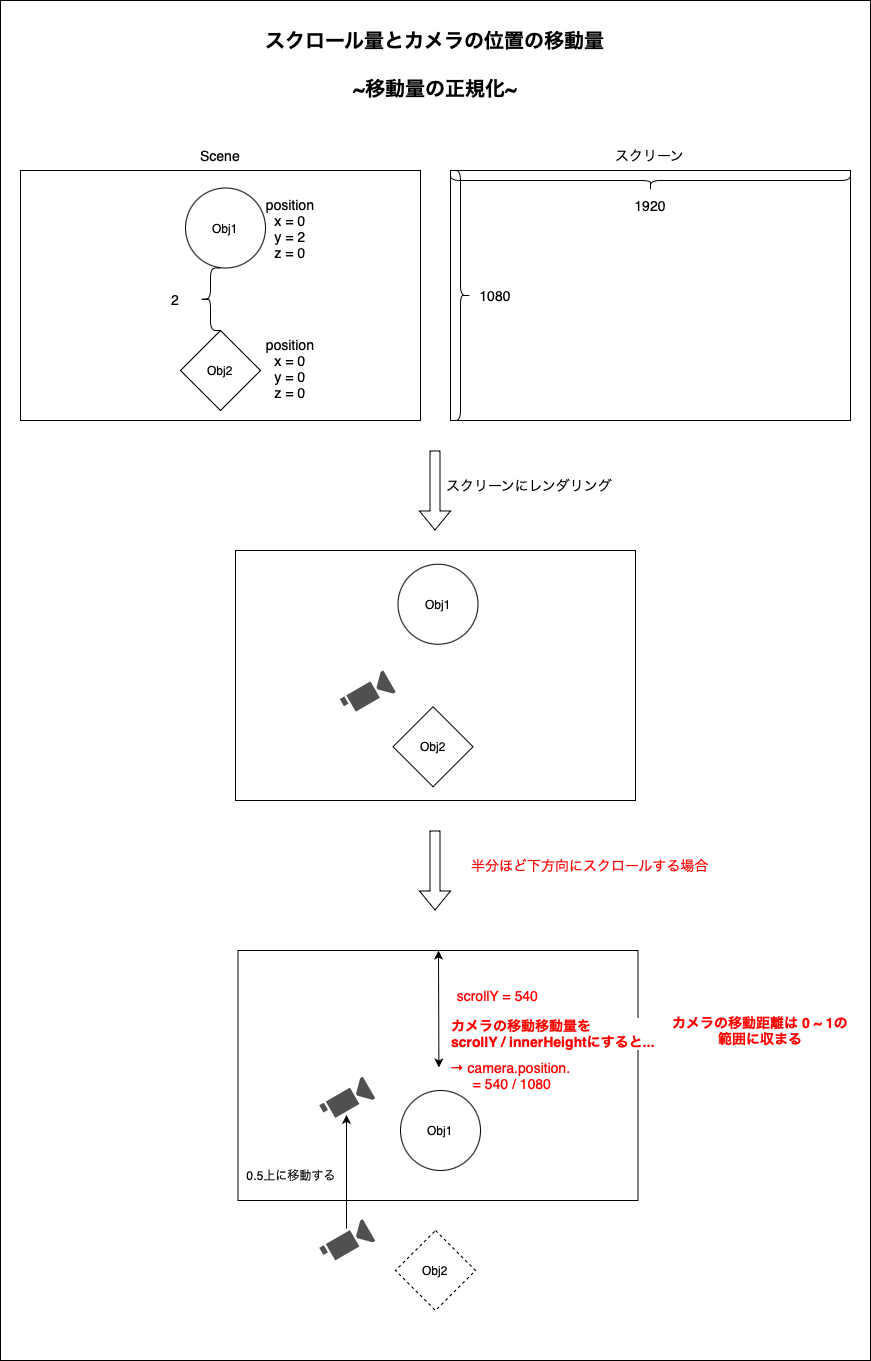 スクロール量とカメラの位置の移動量
~移動量の正規化~
Scene
スクリーン
Obj1
position
x = 0
y = 2
z = 0
2
Obj2
position
x = 0
y = 0
z = 0
1920
1080
スクリーンにレンダリング
Obj1
Obj2
半分ほど下方向にスクロールする場合
scrollY = 540
カメラの移動移動量を
scrollY / innerHeightにすると...
→ camera.position.
= 540 / 1080
カメラの移動距離は 0 ~ 1の
範囲に収まる
Obj1
0.5上に移動する
Obj2